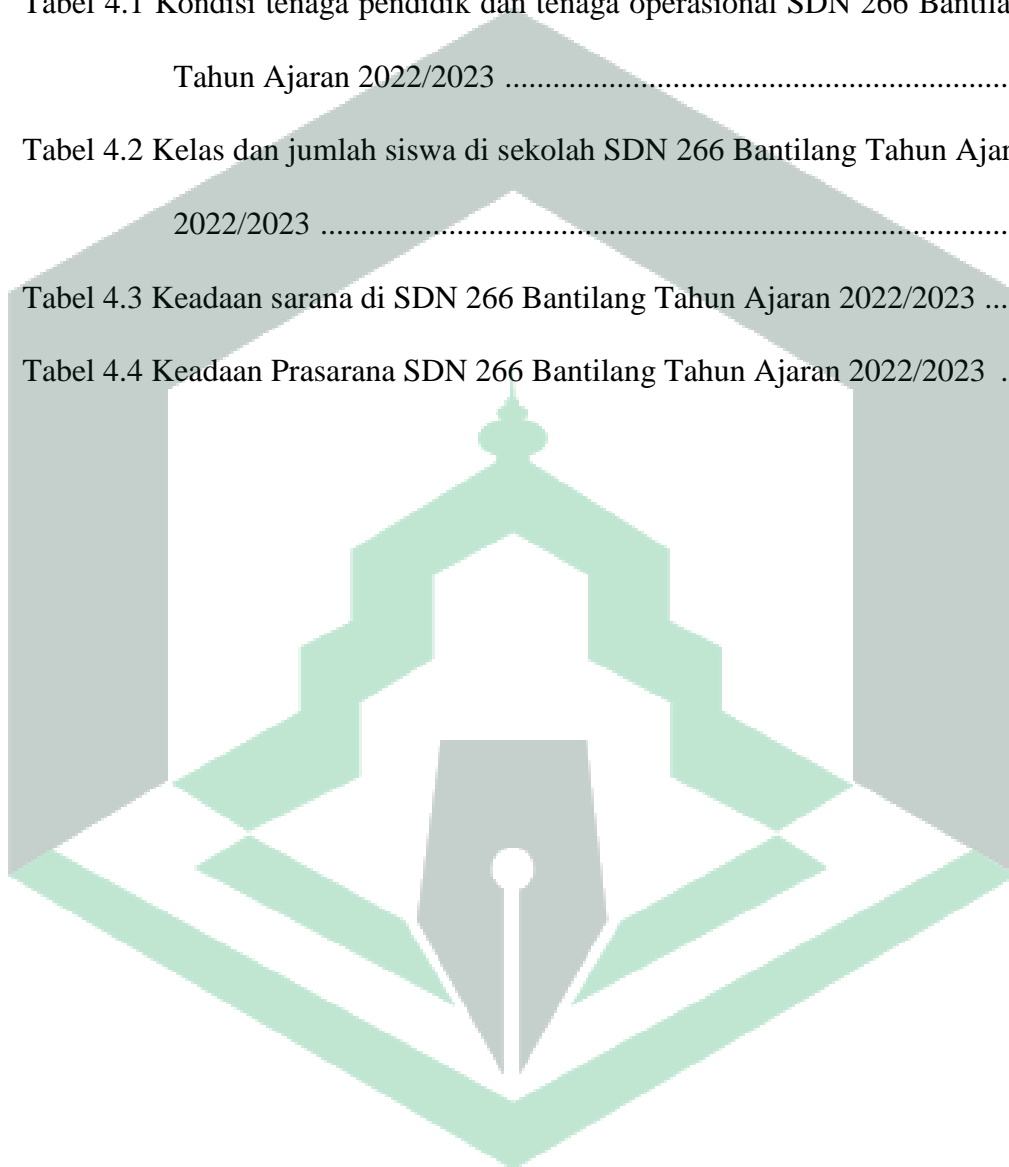 Tabel 4.1 Kondisi tenaga pendidik dan tenaga operasional SDN 266 Bantila
Tahun Ajaran 2022/2023 ................................................................
Tabel 4.2 Kelas dan jumlah siswa di sekolah SDN 266 Bantilang Tahun Ajar
2022/2023 .......................................................................................
Tabel 4.3 Keadaan sarana di SDN 266 Bantilang Tahun Ajaran 2022/2023 ...
Tabel 4.4 Keadaan Prasarana SDN 266 Bantilang Tahun Ajaran 2022/2023 .